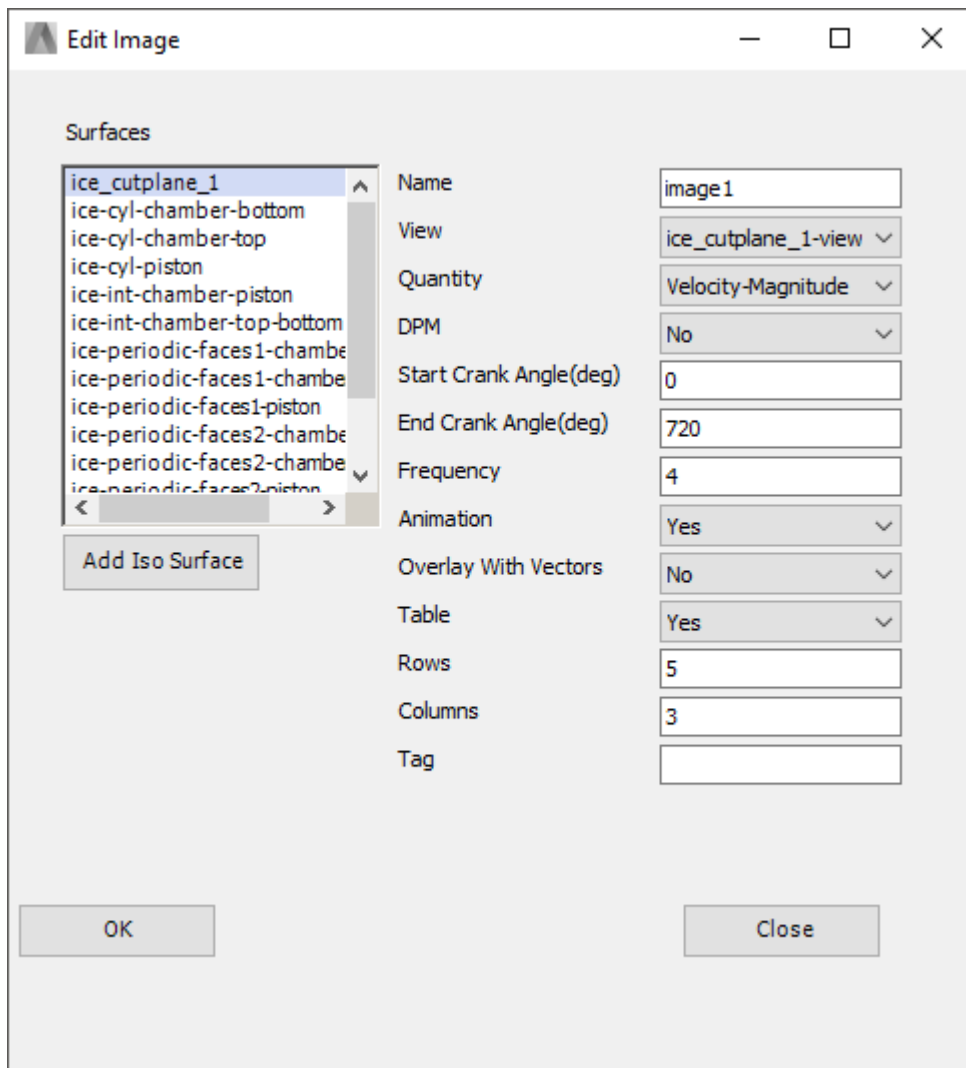 Edit Image
Surfaces
ice_cutplane_1
ice-cyl-chamber-bottom
ice-cyl-chamber-top
ice-cyl-piston
ice-int-chamber-piston
ice-int-chamber-top-bottom
ice-periodic-faces1-chambe
ice-periodic-faces1-chambe
ice-periodic-faces1-piston
ice-periodic-faces2-chambe
ice-periodic-faces2-chambe
ice-periodic-faces2-piston
Add Iso Surface
Name image1
View ice_cutplane_1-view
Quantity Velocity-Magnitude
DPM No
Start Crank Angle(deg) 0
End Crank Angle(deg) 720
Frequency 4
Animation Yes
Overlay With Vectors No
Table Yes
Rows 5
Columns 3
Tag
OK Close